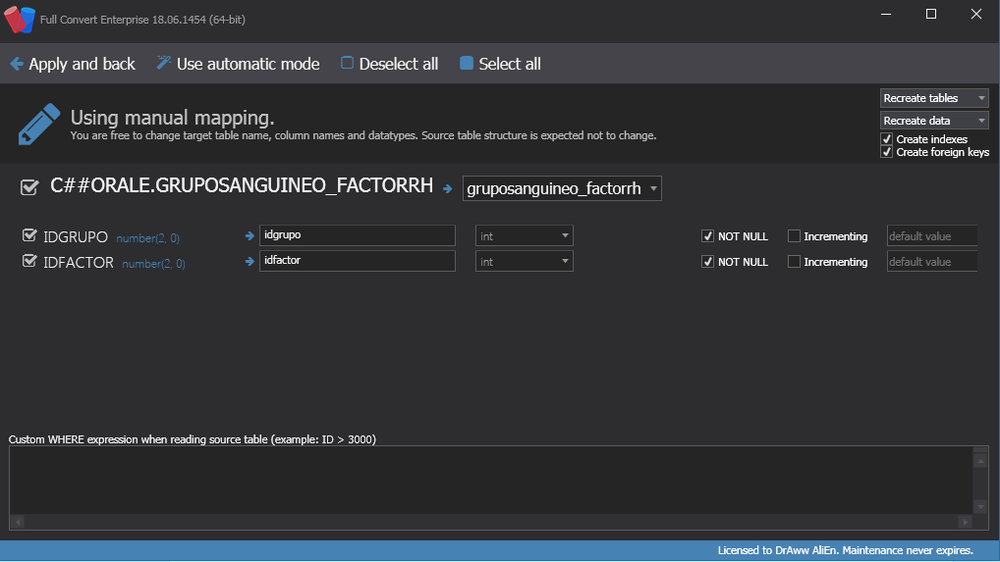 Full Convert Enterprise 18.06.1454 (64-bit)
Apply and back Use automatic mode Deselect all Select all
Using manual mapping.
You are free to change target table name, column names and datatypes. Source table structure is expected not to change.
Recreate tables
Recreate data
Create indexes
Create foreign keys
C##ORALE.GRUPOSANGUINEO_FACTORRH gruposanguineo_factorrh
IDGRUPO number(2, 0) idgrupo int NOT NULL Incrementing default value
IDFACTOR number(2, 0) idfactor int NOT NULL Incrementing default value
Custom WHERE expression when reading source table (example: ID > 3000)
Licensed to DrAww AliEn. Maintenance never expires.